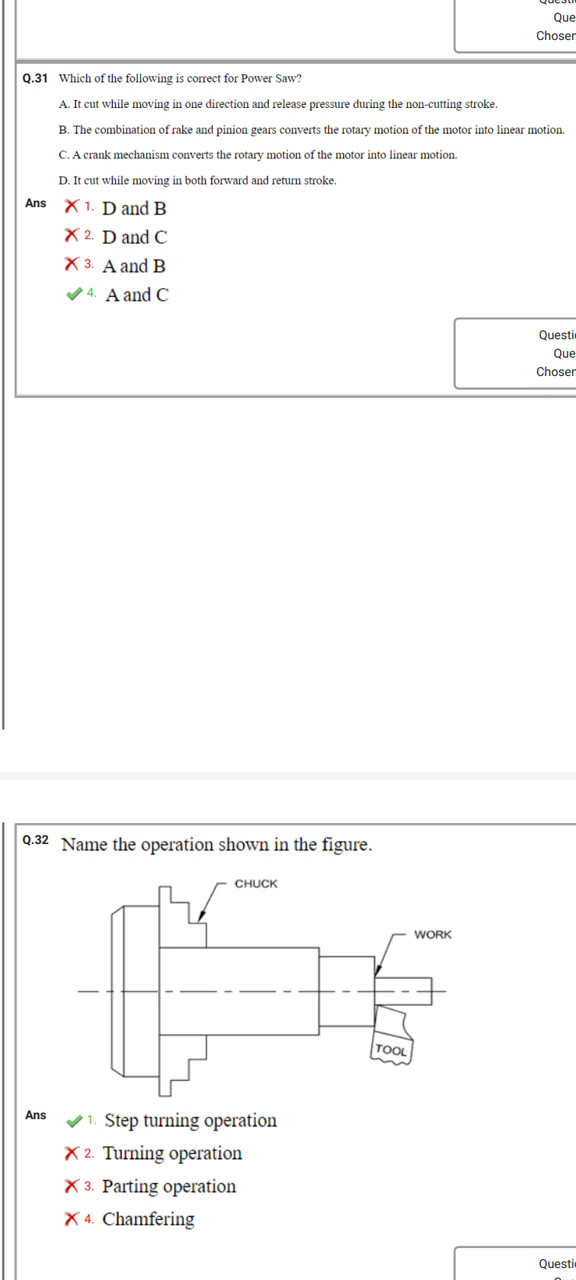 Que
Chosen
Q.31 Which of the following is correct for Power Saw?
A. It cut while moving in one direction and release pressure during the non-cutting stroke.
B. The combination of rake and pinion gears converts the rotary motion of the motor into linear motion.
C. A crank mechanism converts the rotary motion of the motor into linear motion.
D. It cut while moving in both forward and return stroke.
Ans 1. D and B
2. D and C
3. A and B
4. A and C
Questi
Que
Chosen
Q.32 Name the operation shown in the figure.
CHUCK
WORK
TOOL
Ans 1. Step turning operation
2. Turning operation
3. Parting operation
4. Chamfering
Questi